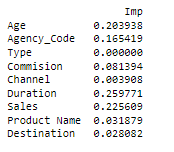 Imp
Age 0.203938
Agency_Code 0.165419
Type 0.000000
Commision 0.081394
Channel 0.003908
Duration 0.259771
Sales 0.225609
Product Name 0.031879
Destination 0.028082